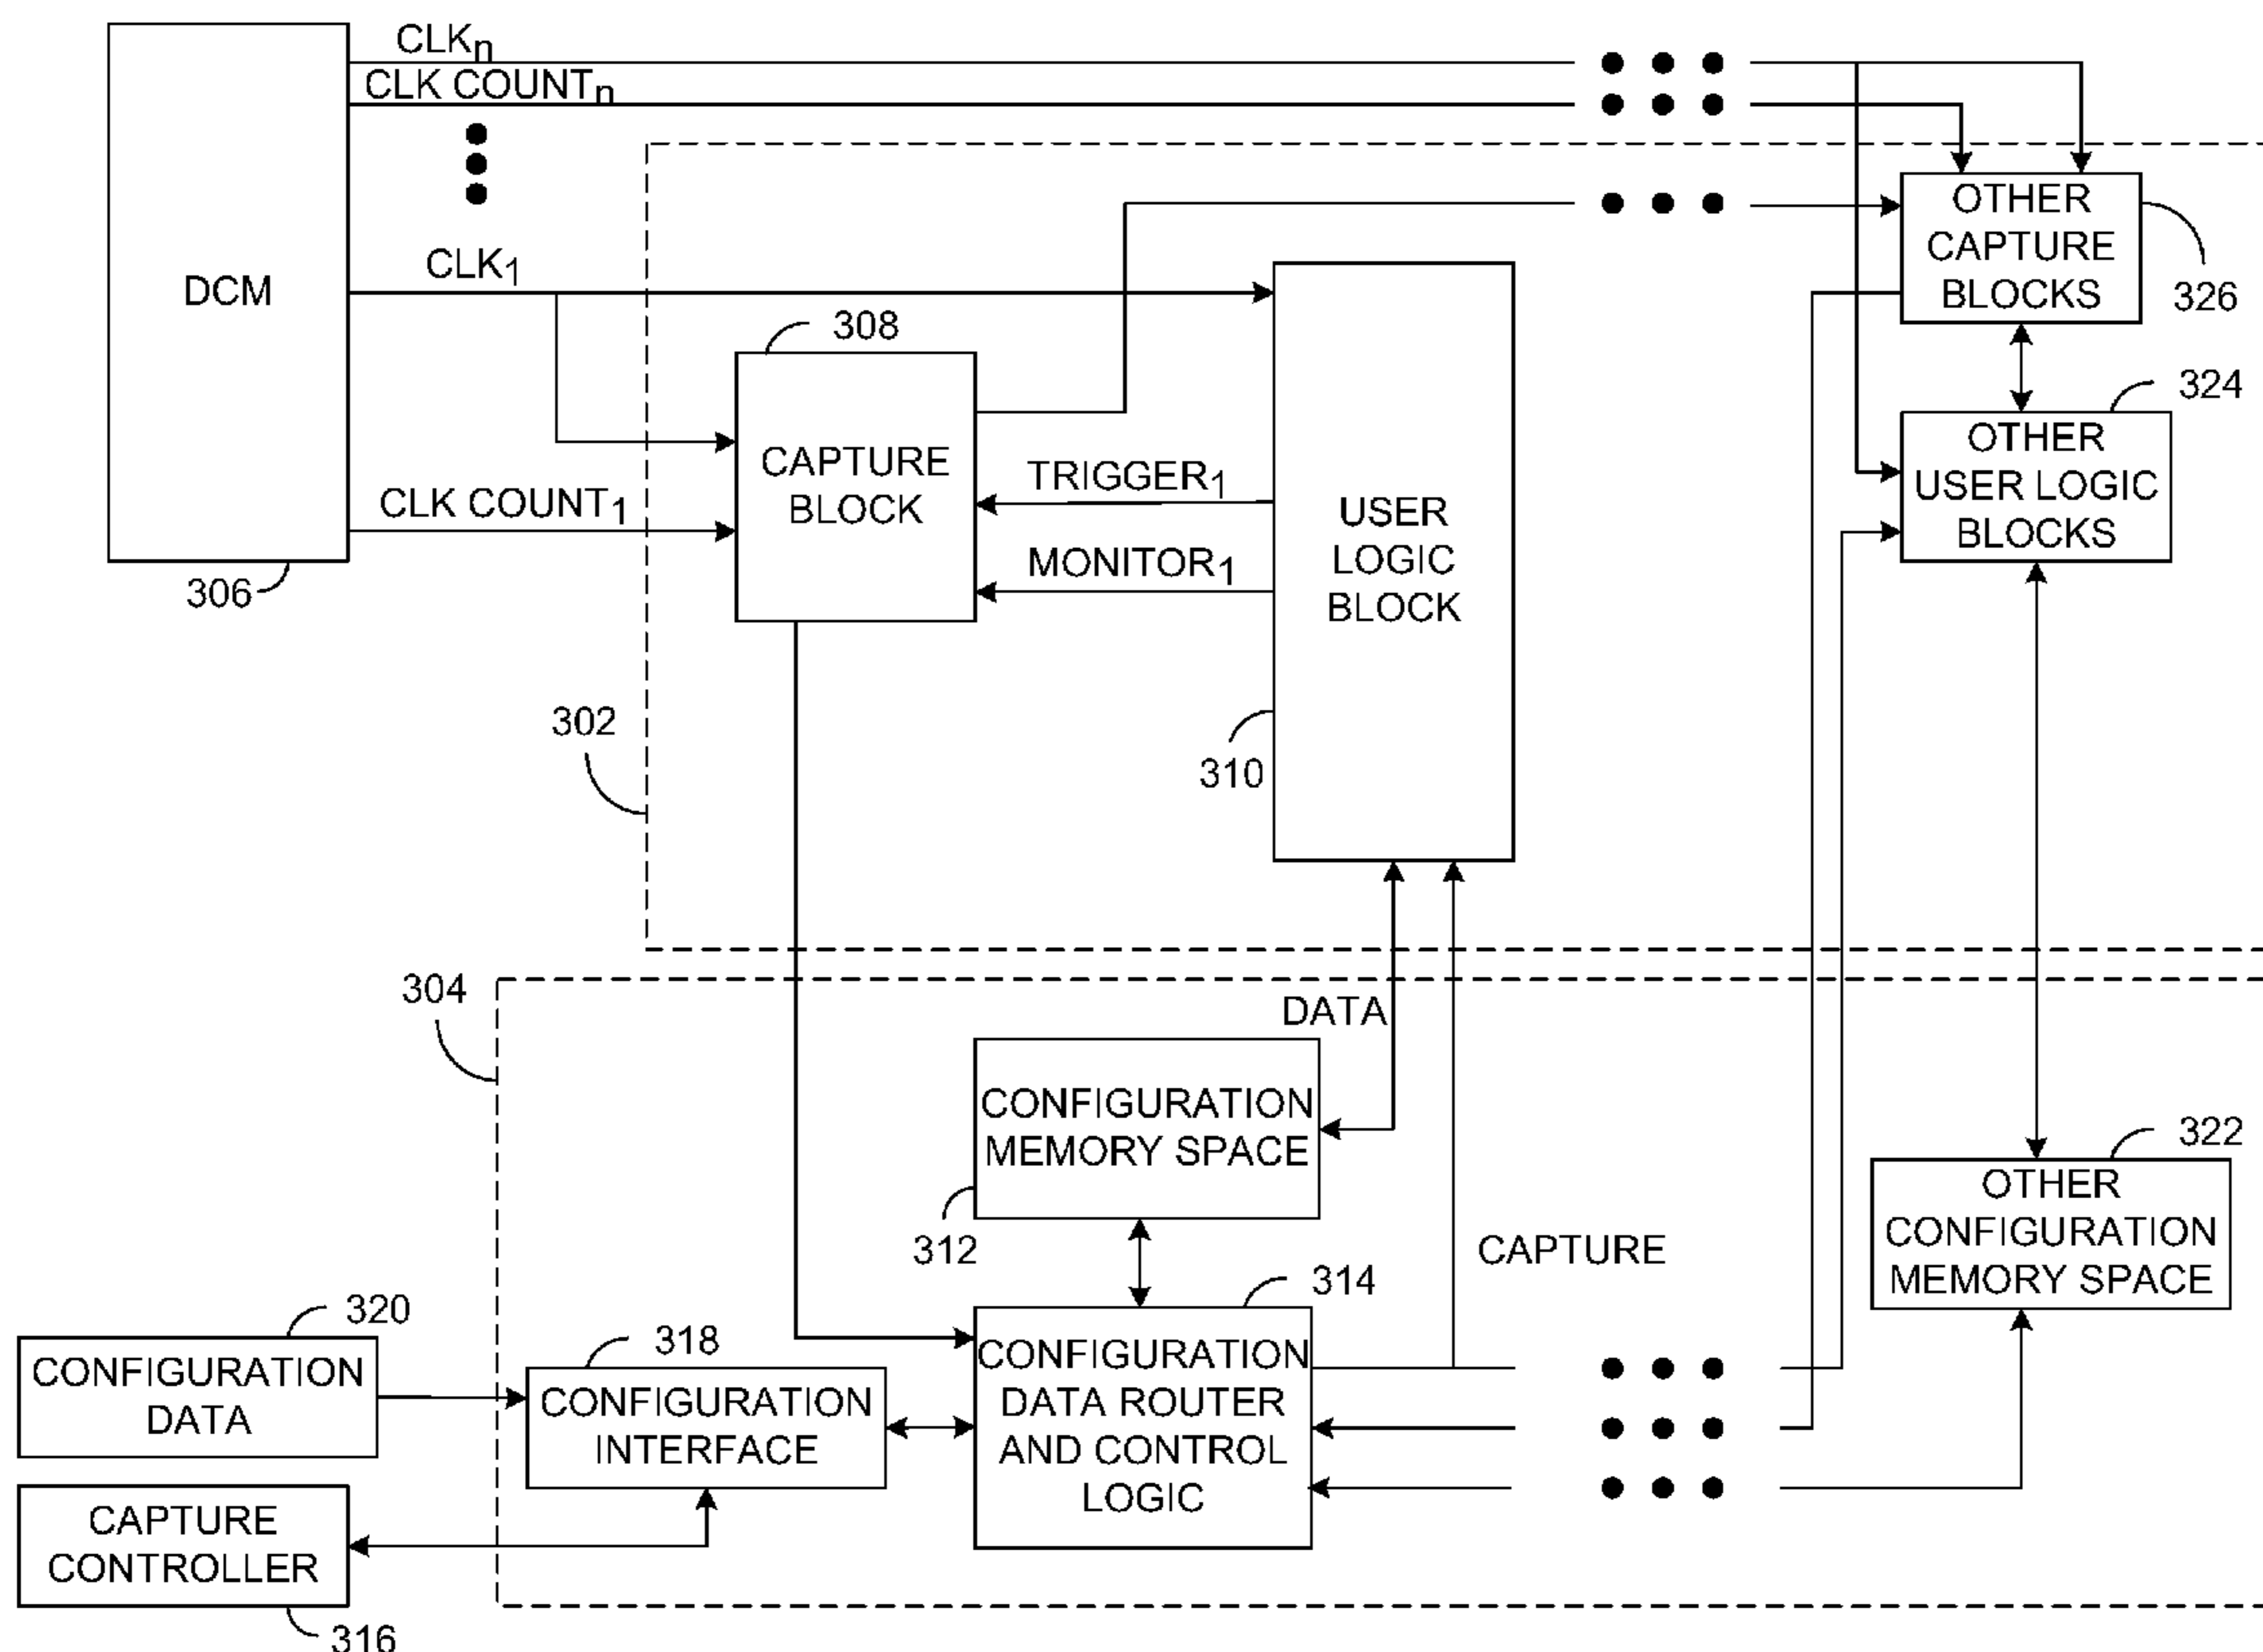 CLKn
CLK COUNTn
DCM
CLK1
CLK COUNT1
306
308
CAPTURE
BLOCK
TRIGGER1
MONITOR1
USER
LOGIC
BLOCK
310
302
OTHER
CAPTURE
BLOCKS
326
324
OTHER
USER LOGIC
BLOCKS
304
DATA
CONFIGURATION
MEMORY SPACE
312
CAPTURE
322
OTHER
CONFIGURATION
MEMORY SPACE
314
CONFIGURATION
DATA ROUTER
AND CONTROL
LOGIC
318
CONFIGURATION
INTERFACE
320
CONFIGURATION
DATA
CAPTURE
CONTROLLER
316